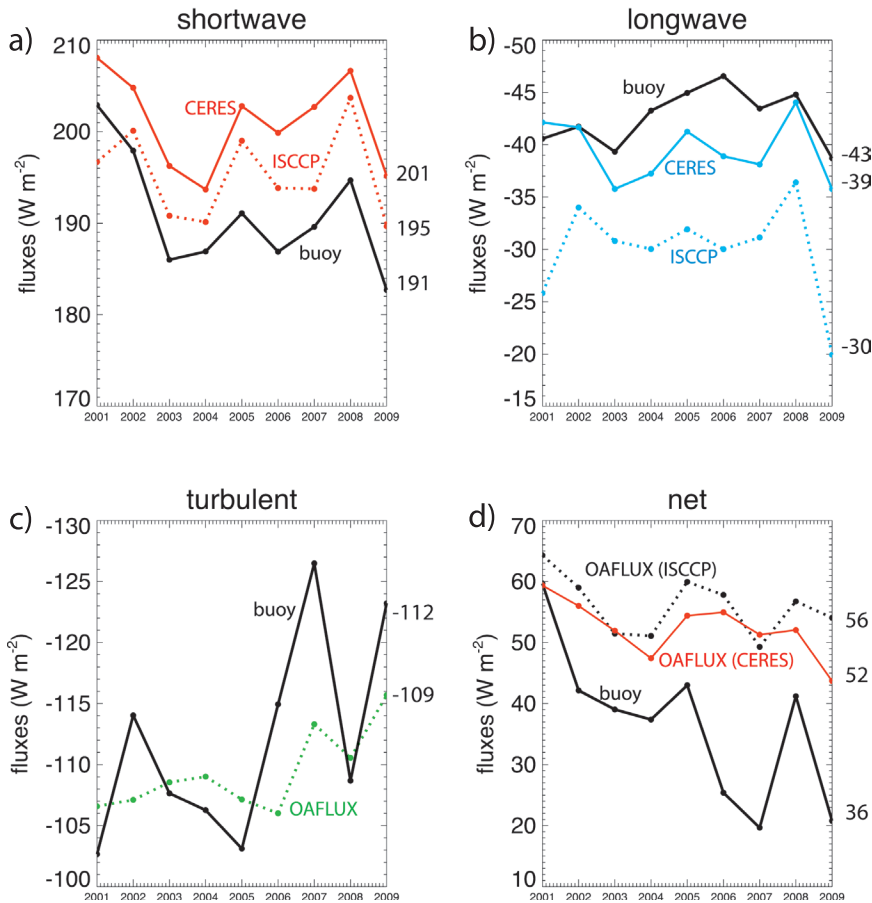 a)
shortwave
fluxes (W m-2)
210
200
190
180
170
CERES
ISCCP
buoy
201
195
191
2001 2002 2003 2004 2005 2006 2007 2008 2009
b)
longwave
fluxes (W m-2)
-50
-45
-40
-35
-30
-25
-20
-15
buoy
CERES
ISCCP
-43
-39
-30
2001 2002 2003 2004 2005 2006 2007 2008 2009
c)
turbulent
fluxes (W m-2)
-130
-125
-120
-115
-110
-105
-100
buoy
OAFLUX
-112
-109
2001 2002 2003 2004 2005 2006 2007 2008 2009
d)
net
fluxes (W m-2)
70
60
50
40
30
20
10
OAFLUX (ISCCP)
OAFLUX (CERES)
buoy
56
52
36
2001 2002 2003 2004 2005 2006 2007 2008 2009